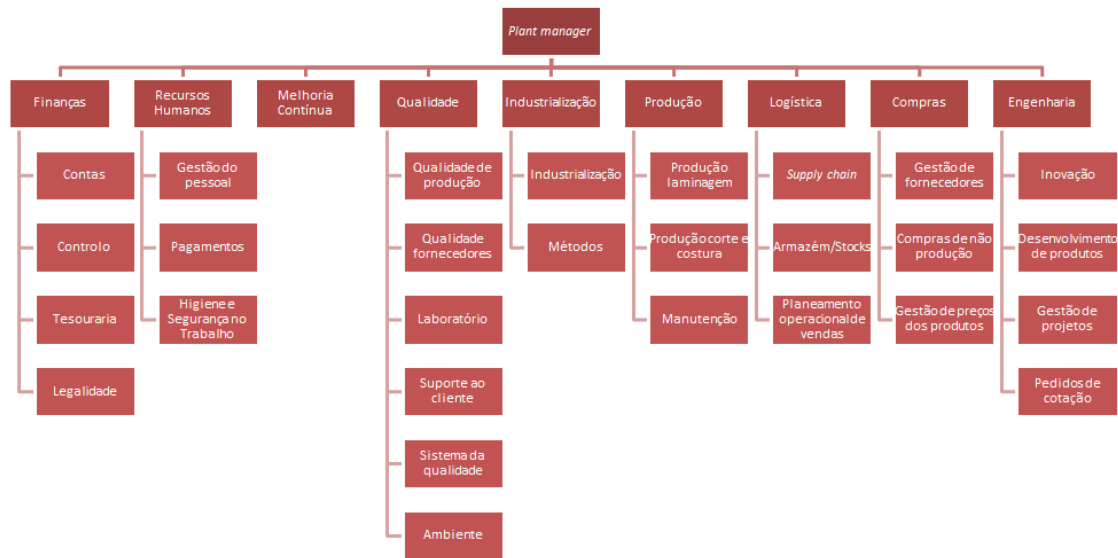 Plant manager
Finanças
Recursos
Humanos
Melhoria
Contínua
Qualidade
Industrialização
Produção
Logística
Compras
Engenharia
Contas
Controlo
Tesouraria
Legalidade
Gestão do
pessoal
Pagamentos
Higiene e
Segurança no
Trabalho
Qualidade de
produção
Qualidade
fornecedores
Laboratório
Suporte ao
cliente
Sistema da
qualidade
Ambiente
Industrialização
Métodos
Produção
laminagem
Produção corte e
costura
Manutenção
Supply chain
Armazém/Stocks
Planeamento
operacional de
vendas
Gestão de
fornecedores
Compras de não
produção
Gestão de preços
dos produtos
Inovação
Desenvolvimento
de produtos
Gestão de
projetos
Pedidos de
cotação